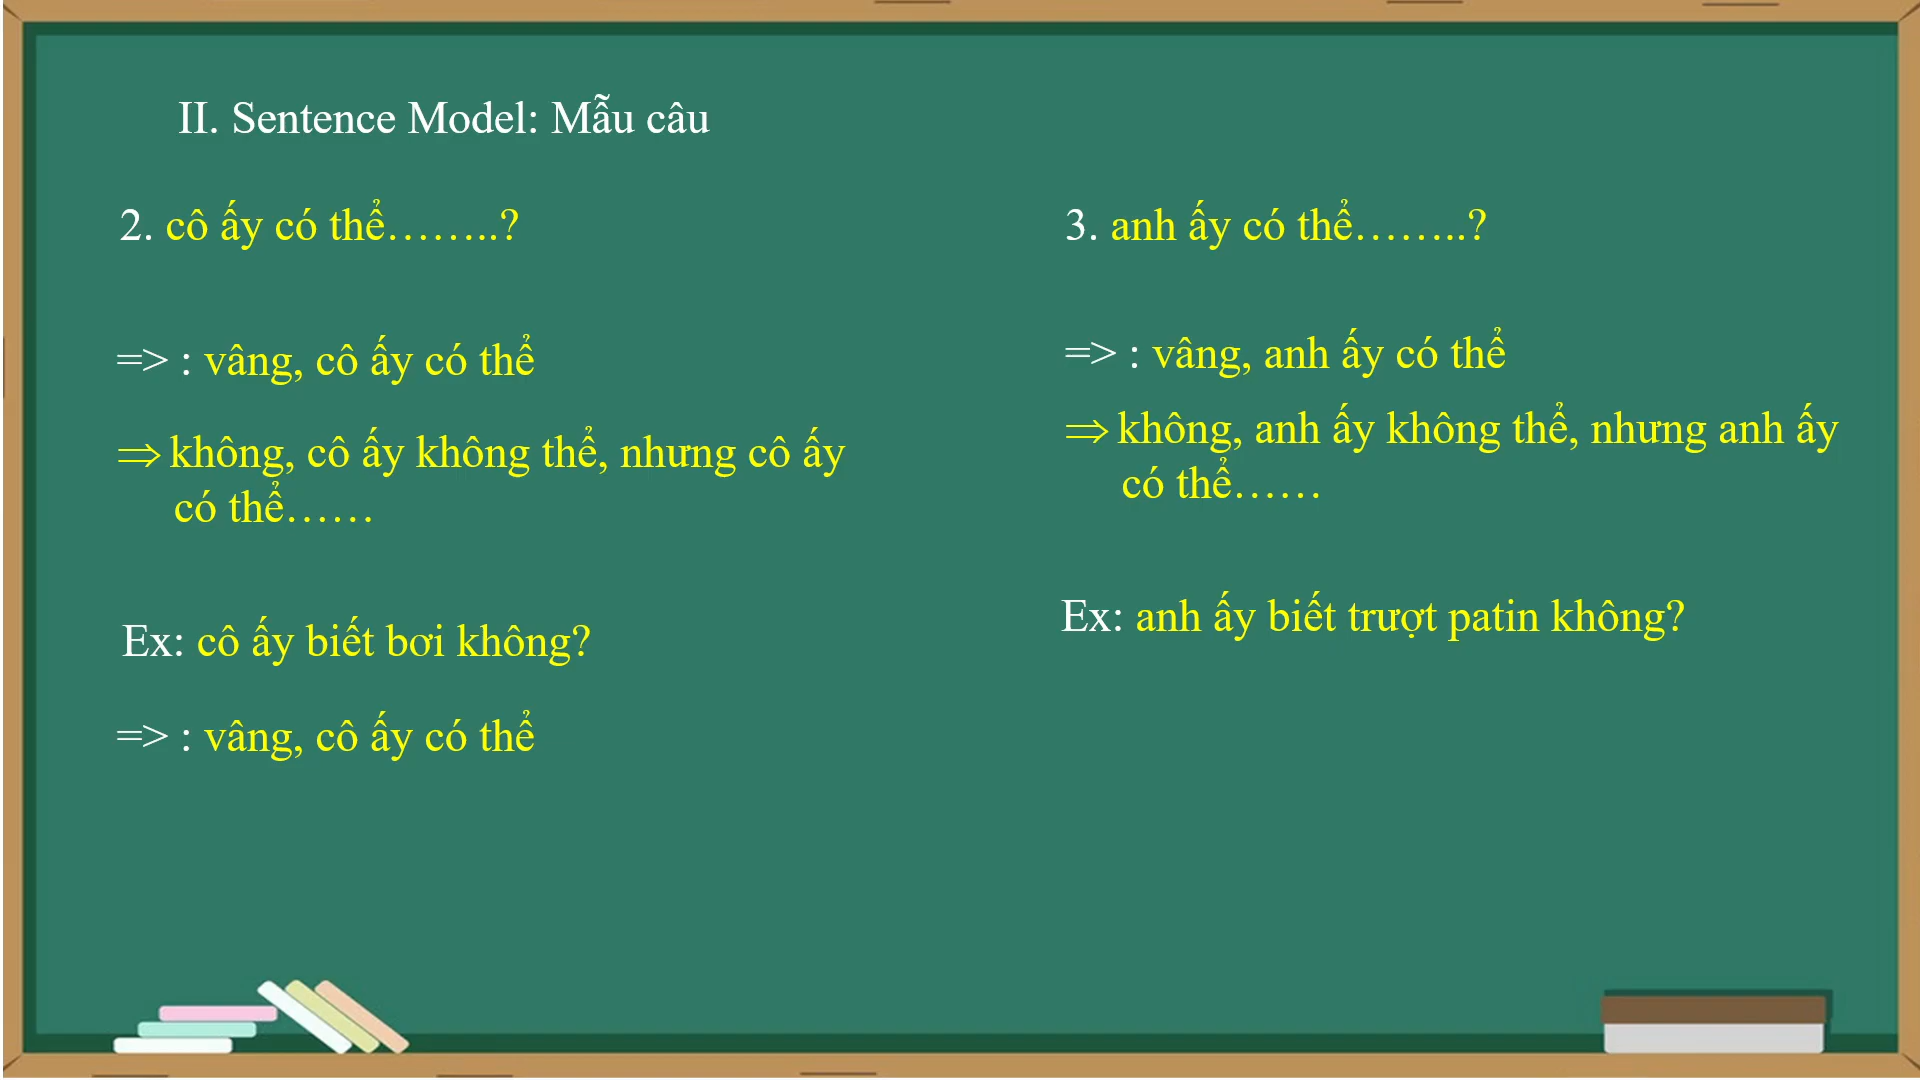 II. Sentence Model: Mẫu câu
2. cô ấy có thể……..?
=> : vâng, cô ấy có thể
⇒ không, cô ấy không thể, nhưng cô ấy
có thể……
Ex: cô ấy biết bơi không?
=> : vâng, cô ấy có thể
3. anh ấy có thể……..?
=> : vâng, anh ấy có thể
⇒ không, anh ấy không thể, nhưng anh ấy
có thể……
Ex: anh ấy biết trượt patin không?